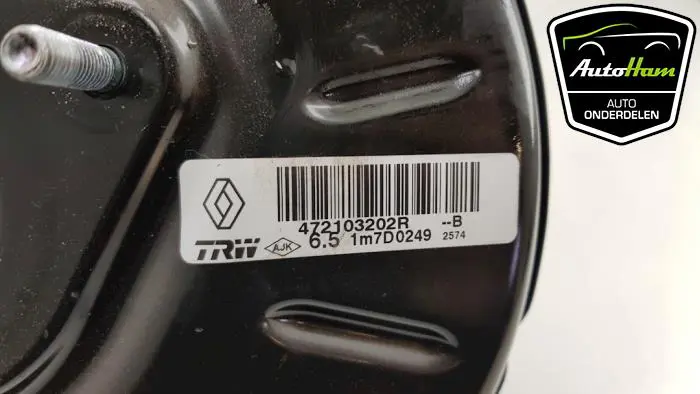 AutoHam
AUTO
ONDERDELEN
472103202R --B
TRW AJK 6.5 1m7D0249 2574